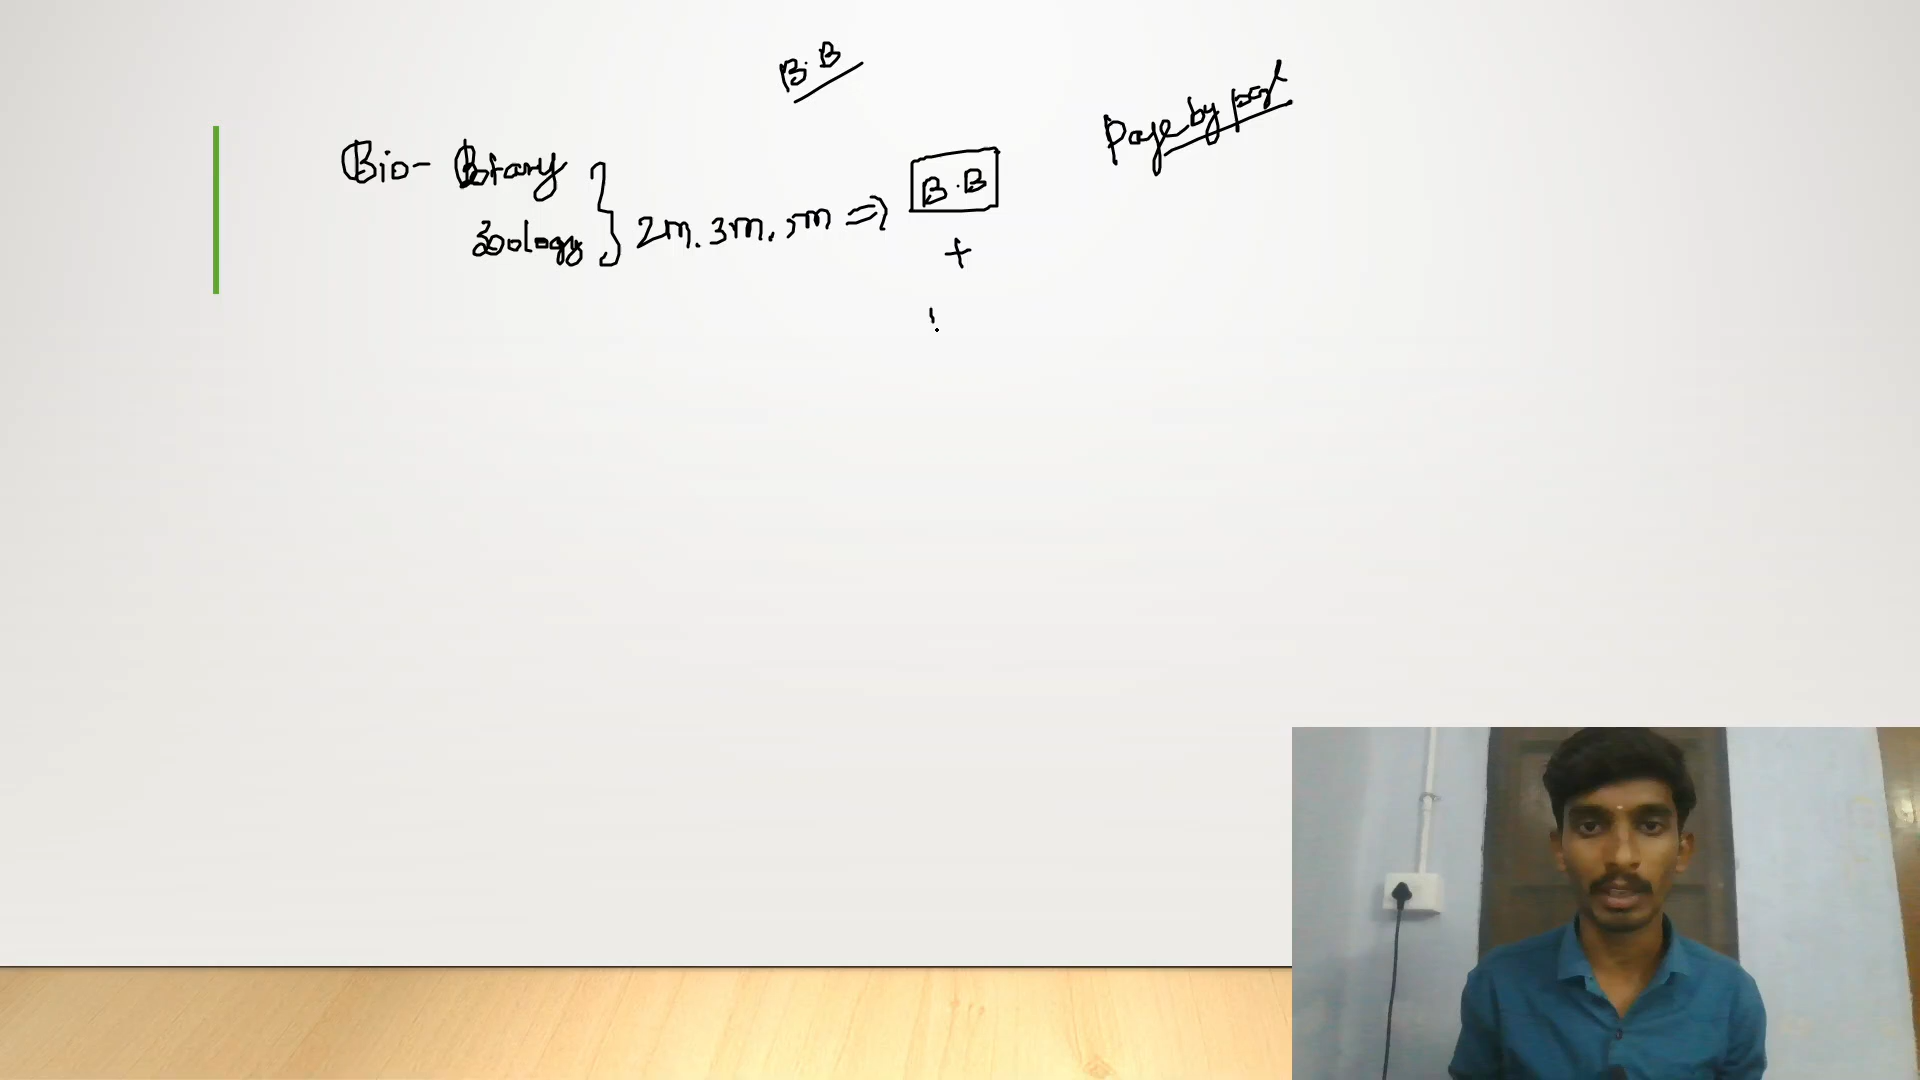 B.B
Page by page
Bio- Botany
Zoology } 2m. 3m, 5m ⇒ B.B
+